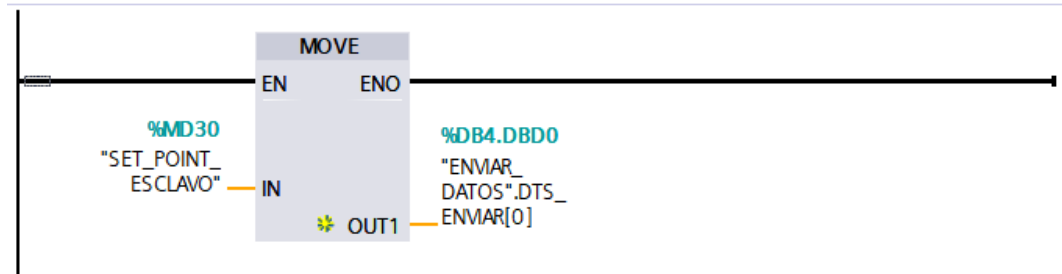 MOVE
EN ENO
%MD30
"SET_POINT_
ESCLAVO"
IN
%DB4.DBD0
"ENVIAR_
DATOS".DTS_
ENVIAR[0]
OUT1